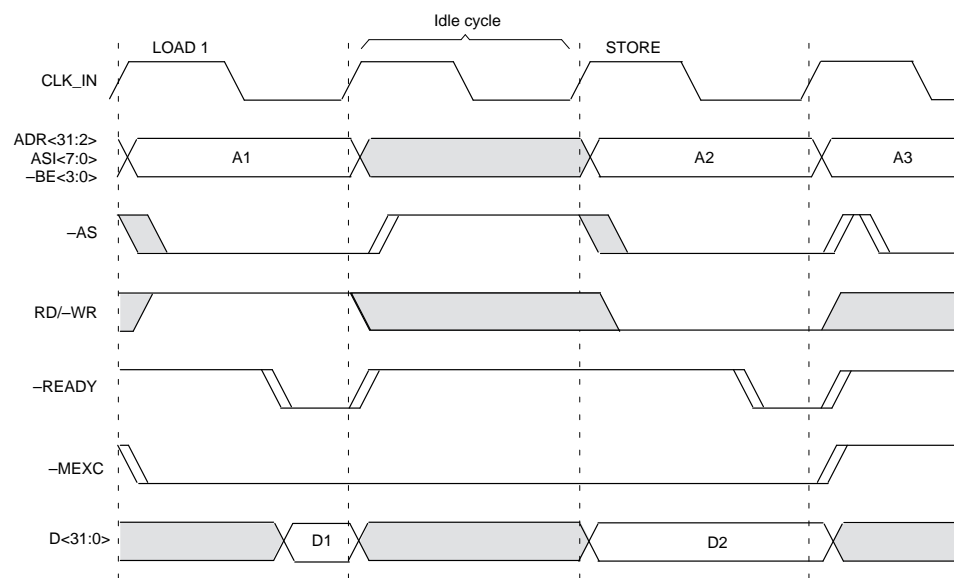 Idle cycle
LOAD 1
STORE
CLK_IN
ADR<31:2>
ASI<7:0>
–BE<3:0>
A1
A2
A3
–AS
RD/–WR
–READY
–MEXC
D<31:0>
D1
D2